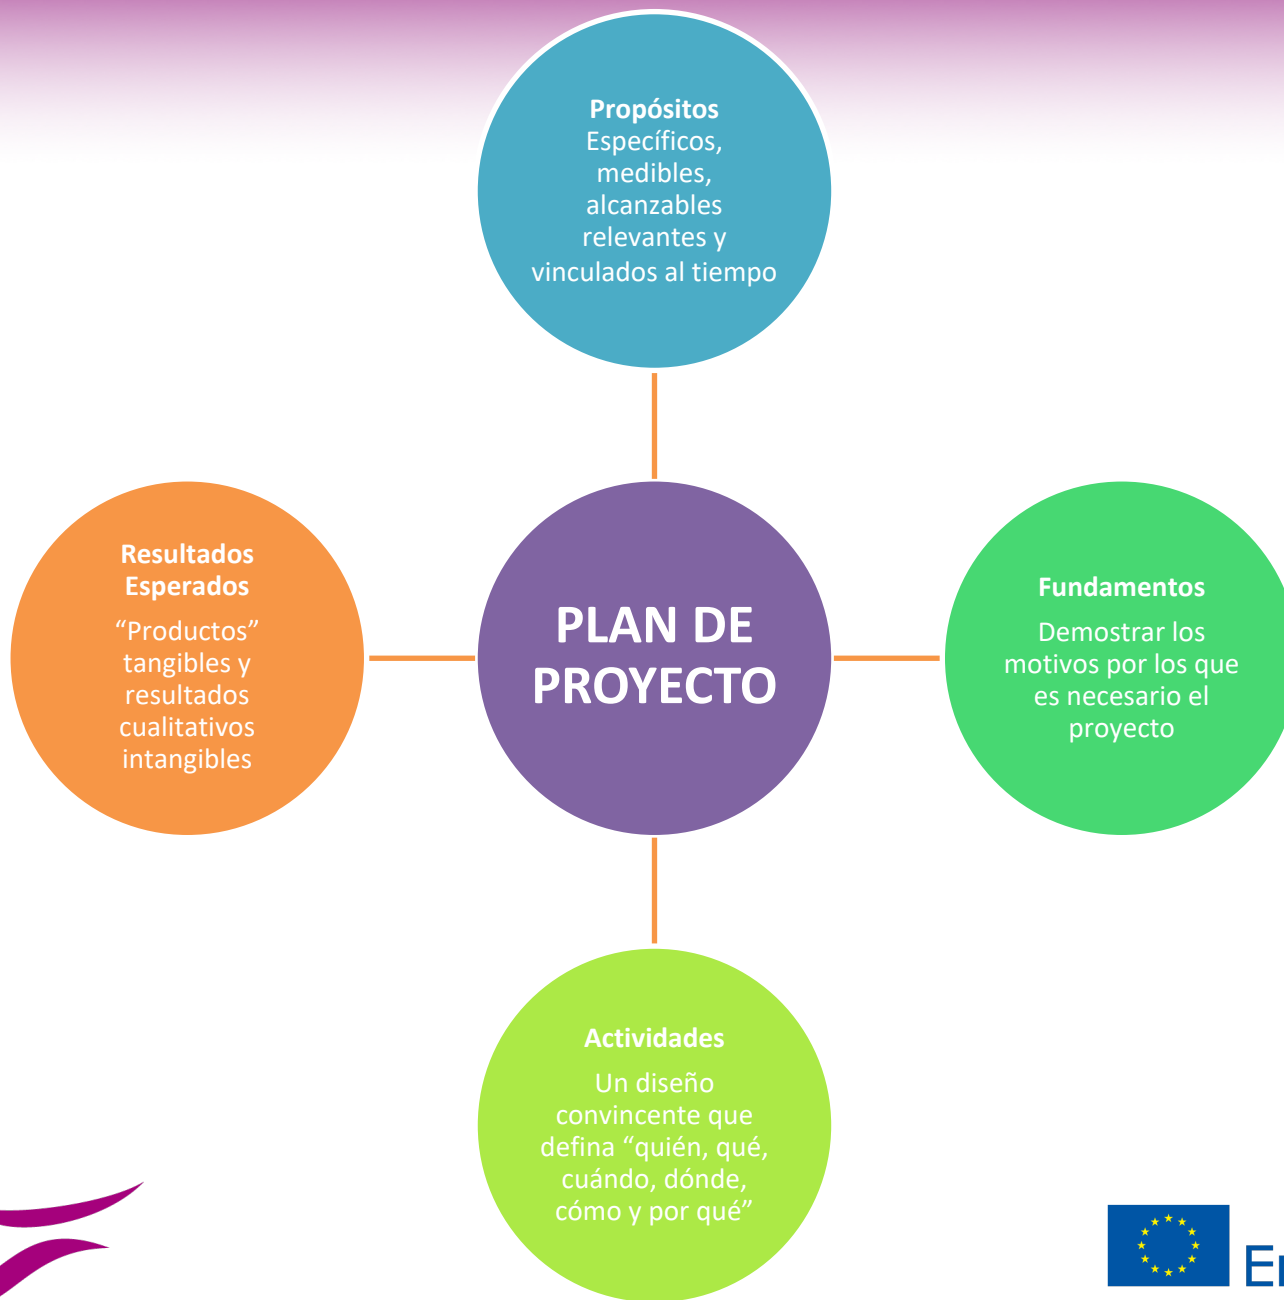 Propósitos
Específicos,
medibles,
alcanzables
relevantes y
vinculados al tiempo
Resultados
Esperados
“Productos”
tangibles y
resultados
cualitativos
intangibles
PLAN DE
PROYECTO
Fundamentos
Demostrar los
motivos por los que
es necesario el
proyecto
Actividades
Un diseño
convincente que
defina “quién, qué,
cuándo, dónde,
cómo y por qué”